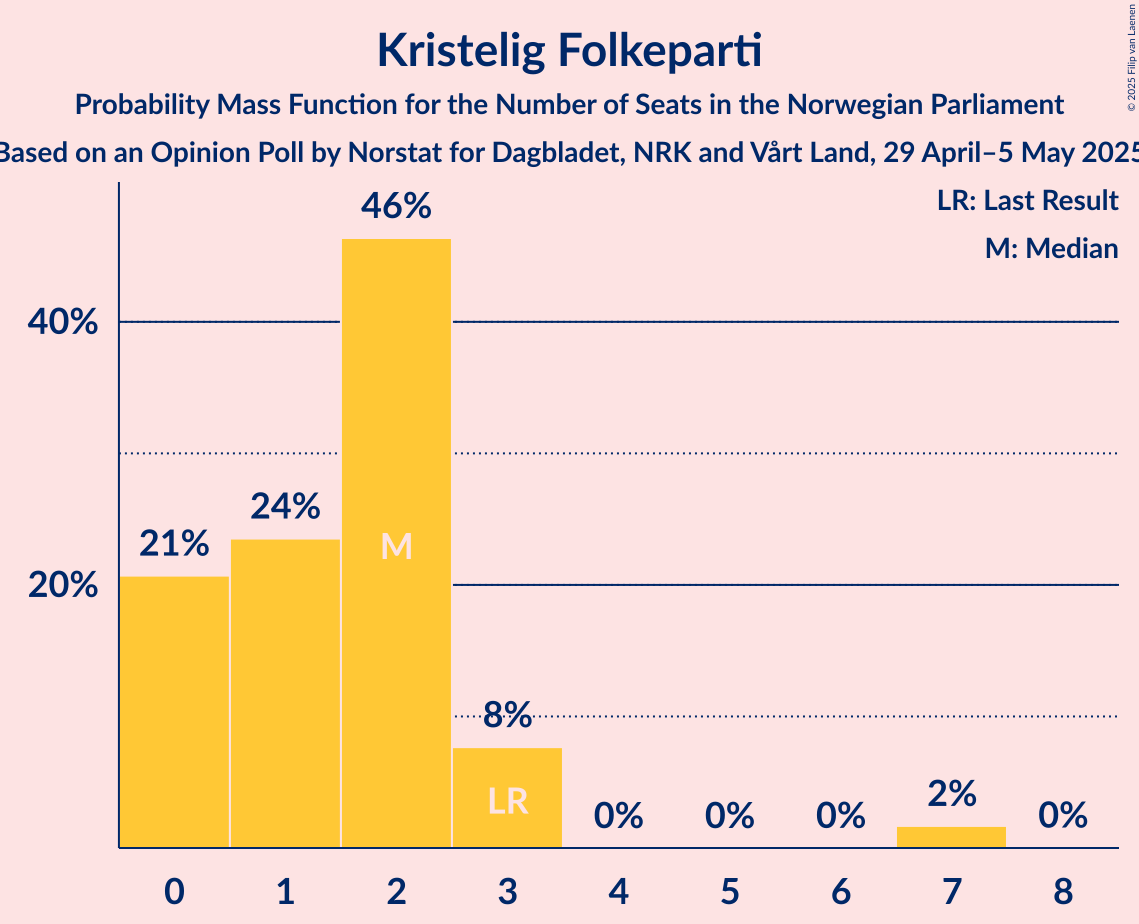 Kristelig Folkeparti
Probability Mass Function for the Number of Seats in the Norwegian Parliament
Based on an Opinion Poll by Norstat for Dagbladet, NRK and Vårt Land, 29 April–5 May 2025
© 2025 Filip van Laenen
LR: Last Result
M: Median
46%
40%
24%
21%
M
20%
8%
LR
0%
0%
0%
2%
0%
0 1 2 3 4 5 6 7 8